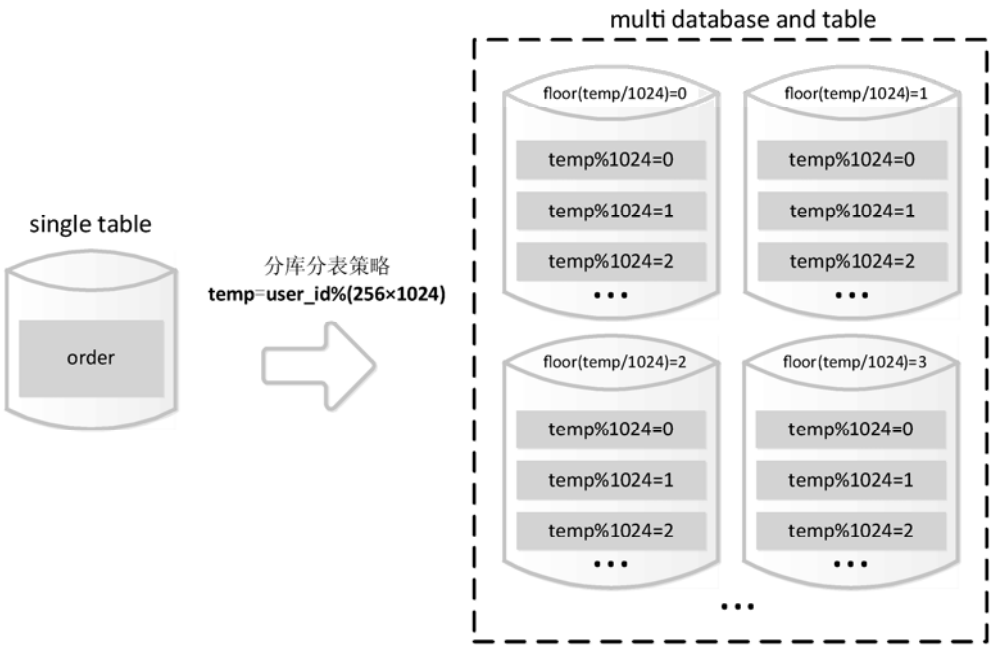 multi database and table
single table
order
分库分表策略
temp=user_id%(256×1024)
floor(temp/1024)=0
temp%1024=0
temp%1024=1
temp%1024=2
...
floor(temp/1024)=1
temp%1024=0
temp%1024=1
temp%1024=2
...
floor(temp/1024)=2
temp%1024=0
temp%1024=1
temp%1024=2
...
floor(temp/1024)=3
temp%1024=0
temp%1024=1
temp%1024=2
...
...